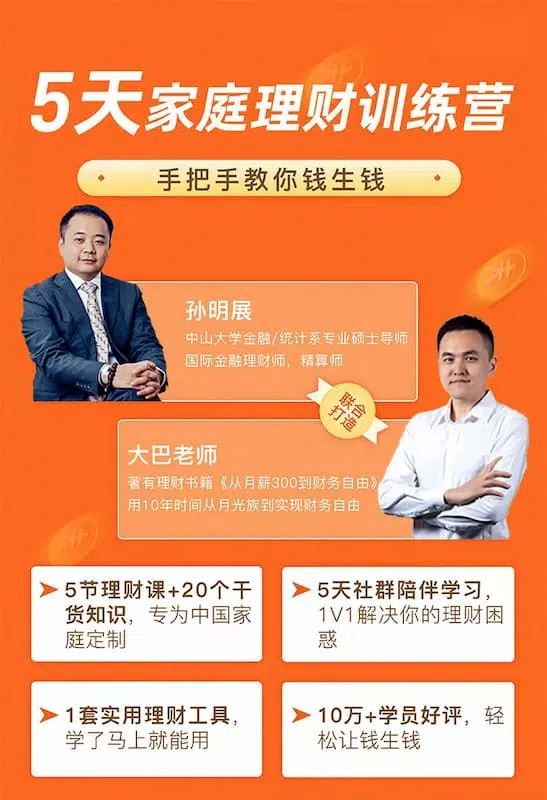 5天家庭理财训练营
手把手教你钱生钱
孙明展
中山大学金融/统计系专业硕士导师
国际金融理财师，精算师
联合
打造
大巴老师
著有理财书籍《从月薪300到财务自由》
用10年时间从月光族到实现财务自由
5节理财课+20个干
货知识，专为中国家
庭定制
5天社群陪伴学习，
1V1解决你的理财困
惑
1套实用理财工具，
学了马上就能用
10万+学员好评，轻
松让钱生钱